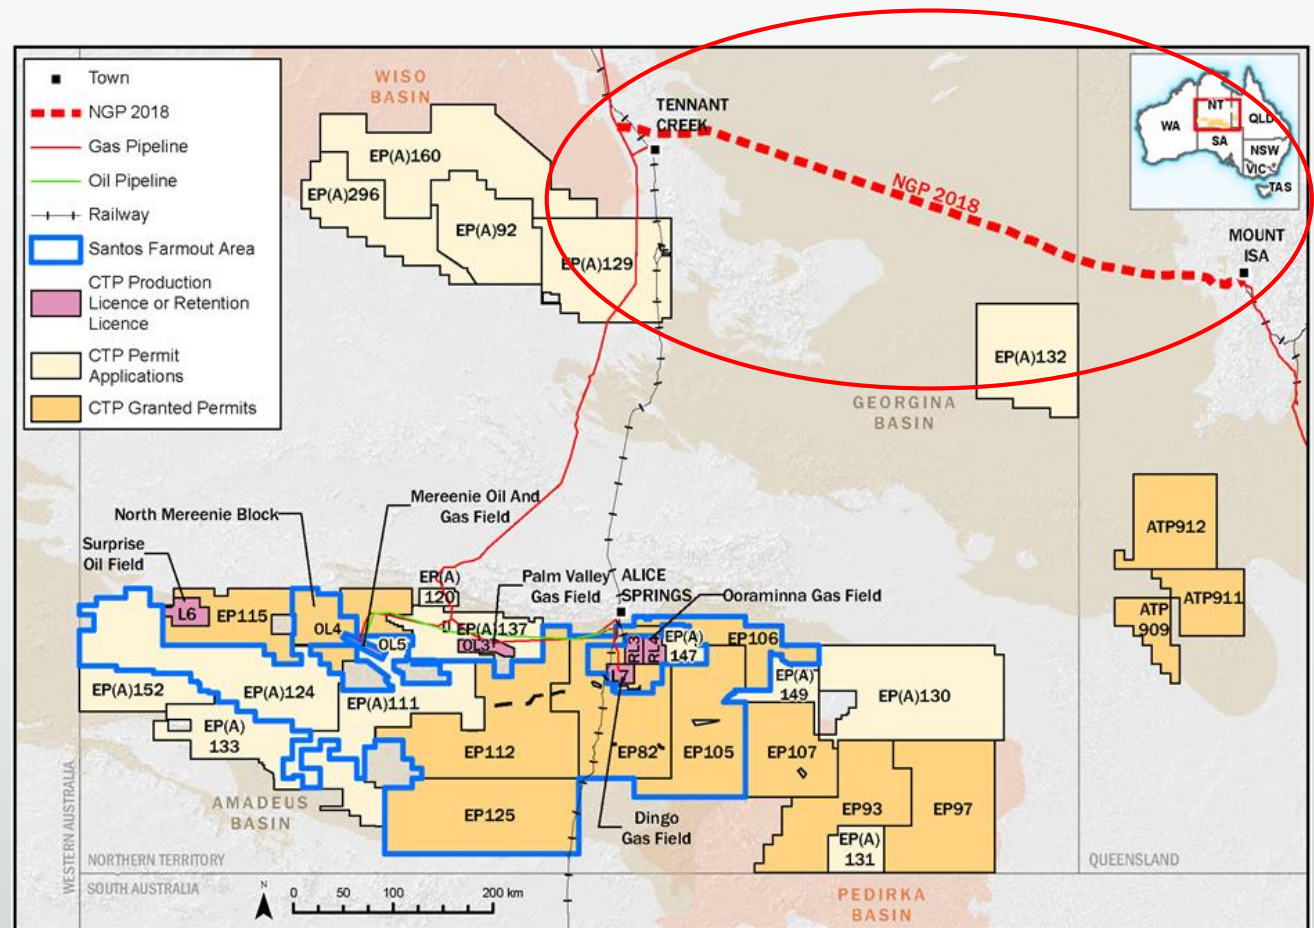 Town
NGP 2018
Gas Pipeline
Oil Pipeline
Railway
Santos Farmout Area
CTP Production
Licence or Retention
Licence
CTP Permit
Applications
CTP Granted Permits
WISO
BASIN
TENNANT
CREEK
NGP 2018
MOUNT
ISA
WA
NT
QLD
SA
NSW
VIC
TAS
EP(A)160
EP(A)296
EP(A)92
EP(A)129
EP(A)132
GEORGINA
BASIN
North Mereenie Block
Mereenie Oil And
Gas Field
Surprise
Oil Field
EP(A)
120
Palm Valley
Gas Field
ALICE
SPRINGS
Ooraminna Gas Field
ATP912
ATP911
ATP
909
L6
EP115
OL4
OL5
EP(A)137
OL3
RL3
RL4
L7
EP(A)
147
EP106
EP(A)152
EP(A)124
EP(A)111
EP(A)
133
EP(A)
149
EP(A)130
EP112
EP82
EP105
EP107
EP125
EP93
EP97
EP(A)
131
Dingo
Gas Field
AMADEUS
BASIN
WESTERN AUSTRALIA
NORTHERN TERRITORY
SOUTH AUSTRALIA
QUEENSLAND
PEDIRKA
BASIN
N
0 50 100 200 km